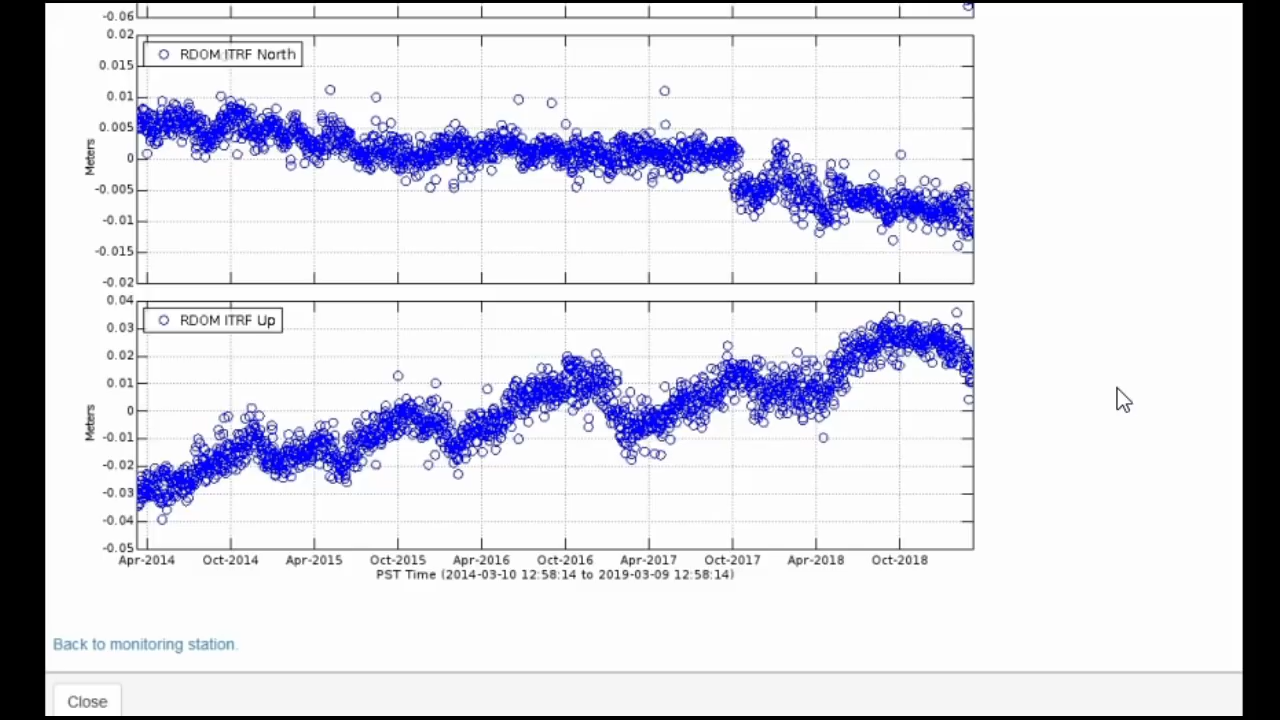 -0.06
0.02
RDOM ITRF North
0.015
0.01
0.005
Meters
0
-0.005
-0.01
-0.015
-0.02
0.04
RDOM ITRF Up
0.03
0.02
0.01
Meters
0
-0.01
-0.02
-0.03
-0.04
-0.05
Apr-2014 Oct-2014 Apr-2015 Oct-2015 Apr-2016 Oct-2016 Apr-2017 Oct-2017 Apr-2018 Oct-2018
PST Time (2014-03-10 12:58:14 to 2019-03-09 12:58:14)
Back to monitoring station.
Close